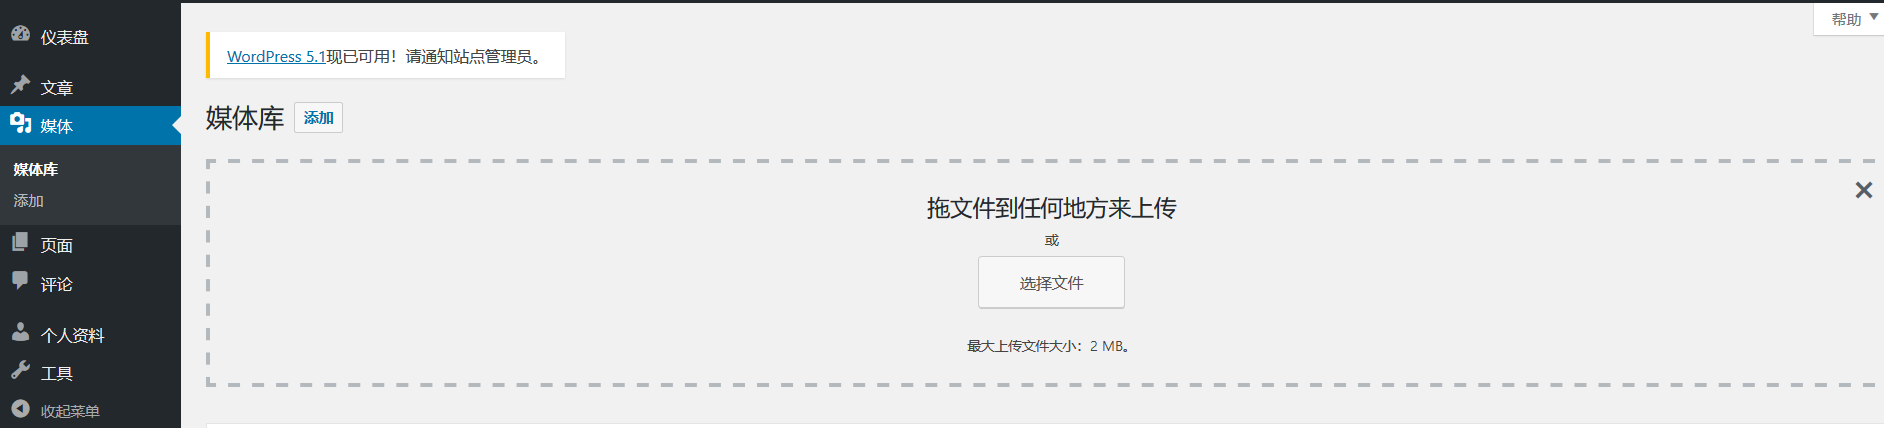 帮助
仪表盘
文章
媒体
媒体库
添加
页面
评论
个人资料
工具
收起菜单
WordPress 5.1现已可用！请通知站点管理员。
媒体库 添加
拖文件到任何地方来上传
或
选择文件
最大上传文件大小：2 MB。